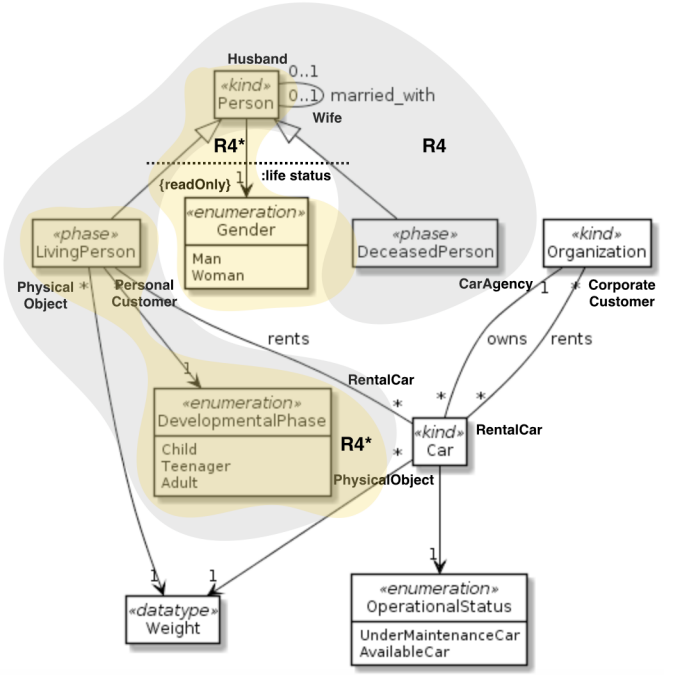 Husband
0..1
«kind»
Person
0..1
married_with
Wife
R4*
R4
:life status
{readOnly}
1
«enumeration»
Gender
Man
Woman
«phase»
LivingPerson
«phase»
DeceasedPerson
«kind»
Organization
Physical
Object
*
*
Personal
Customer
CarAgency
1
*
Corporate
Customer
rents
owns
rents
1
RentalCar
*
*
*
RentalCar
«enumeration»
DevelopmentalPhase
Child
Teenager
Adult
R4*
«kind»
Car
*
PhysicalObject
1
1
1
«datatype»
Weight
«enumeration»
OperationalStatus
UnderMaintenanceCar
AvailableCar